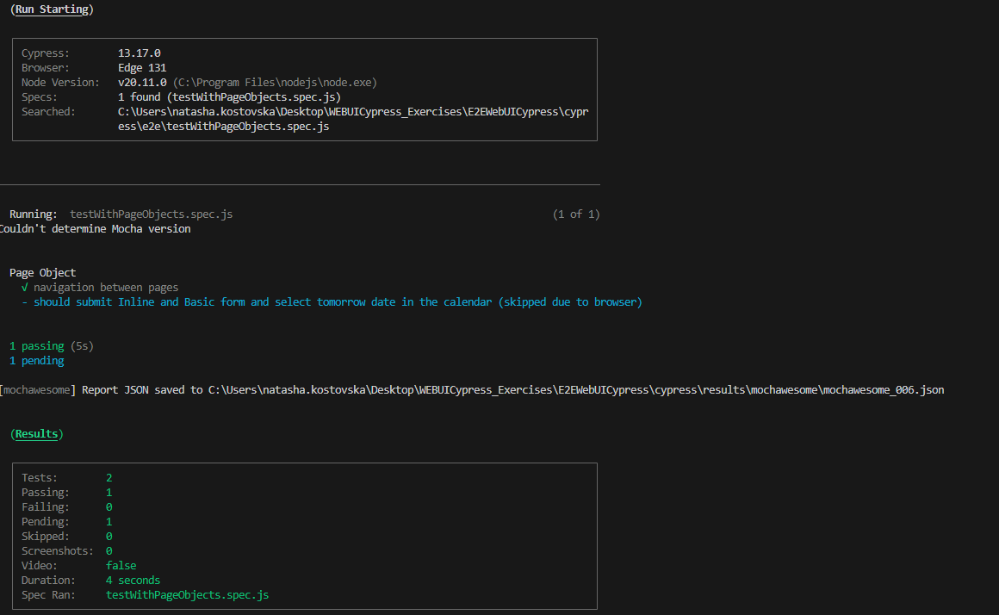 (Run Starting)
Cypress: 13.17.0
Browser: Edge 131
Node Version: v20.11.0 (C:\Program Files\nodejs\node.exe)
Specs: 1 found (testWithPageObjects.spec.js)
Searched: C:\Users\natasha.kostovska\Desktop\WEBUICypress_Exercises\E2EWebUICypress\cypr
ess\e2e\testWithPageObjects.spec.js
Running: testWithPageObjects.spec.js (1 of 1)
Couldn't determine Mocha version
Page Object
√ navigation between pages
- should submit Inline and Basic form and select tomorrow date in the calendar (skipped due to browser)
1 passing (5s)
1 pending
[mochawesome] Report JSON saved to C:\Users\natasha.kostovska\Desktop\WEBUICypress_Exercises\E2EWebUICypress\cypress\results\mochawesome\mochawesome_006.json
(Results)
Tests: 2
Passing: 1
Failing: 0
Pending: 1
Skipped: 0
Screenshots: 0
Video: false
Duration: 4 seconds
Spec Ran: testWithPageObjects.spec.js